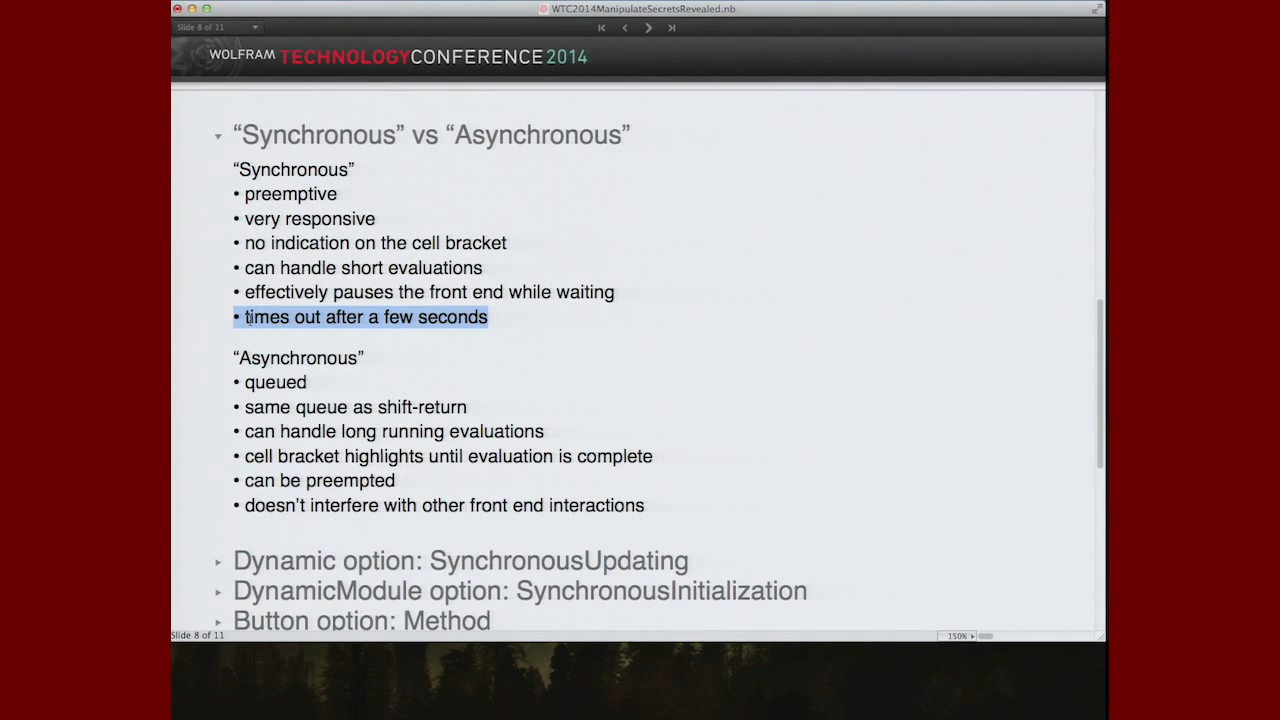 WTC2014ManipulateSecretsRevealed.nb
Slide 8 of 11
WOLFRAM TECHNOLOGYCONFERENCE 2014
“Synchronous” vs “Asynchronous”
“Synchronous”
• preemptive
• very responsive
• no indication on the cell bracket
• can handle short evaluations
• effectively pauses the front end while waiting
• times out after a few seconds
“Asynchronous”
• queued
• same queue as shift-return
• can handle long running evaluations
• cell bracket highlights until evaluation is complete
• can be preempted
• doesn’t interfere with other front end interactions
Dynamic option: SynchronousUpdating
DynamicModule option: SynchronousInitialization
Button option: Method
Slide 8 of 11
150%